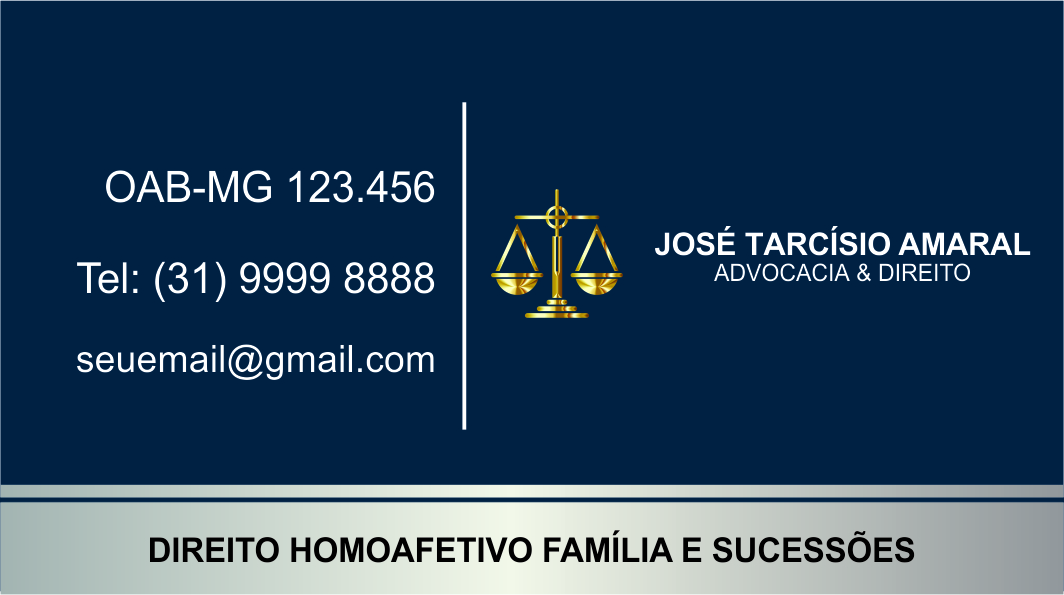 OAB-MG 123.456
Tel: (31) 9999 8888
seuemail@gmail.com
JOSÉ TARCÍSIO AMARAL
ADVOCACIA & DIREITO
DIREITO HOMOAFETIVO FAMÍLIA E SUCESSÕES